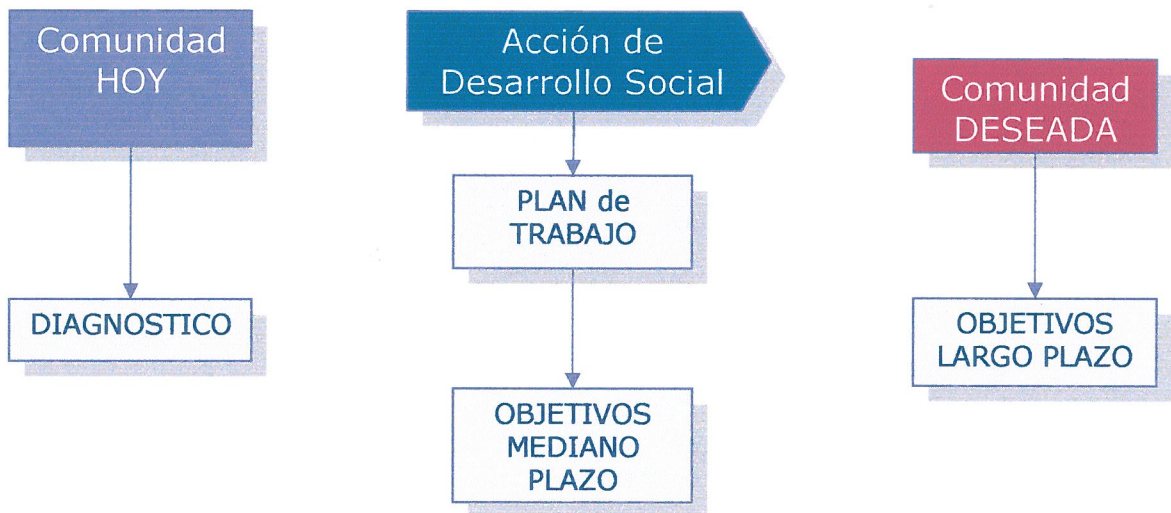 Comunidad
HOY
DIAGNOSTICO
Acción de
Desarrollo Social
PLAN de
TRABAJO
OBJETIVOS
MEDIANO
PLAZO
Comunidad
DESEADA
OBJETIVOS
LARGO PLAZO